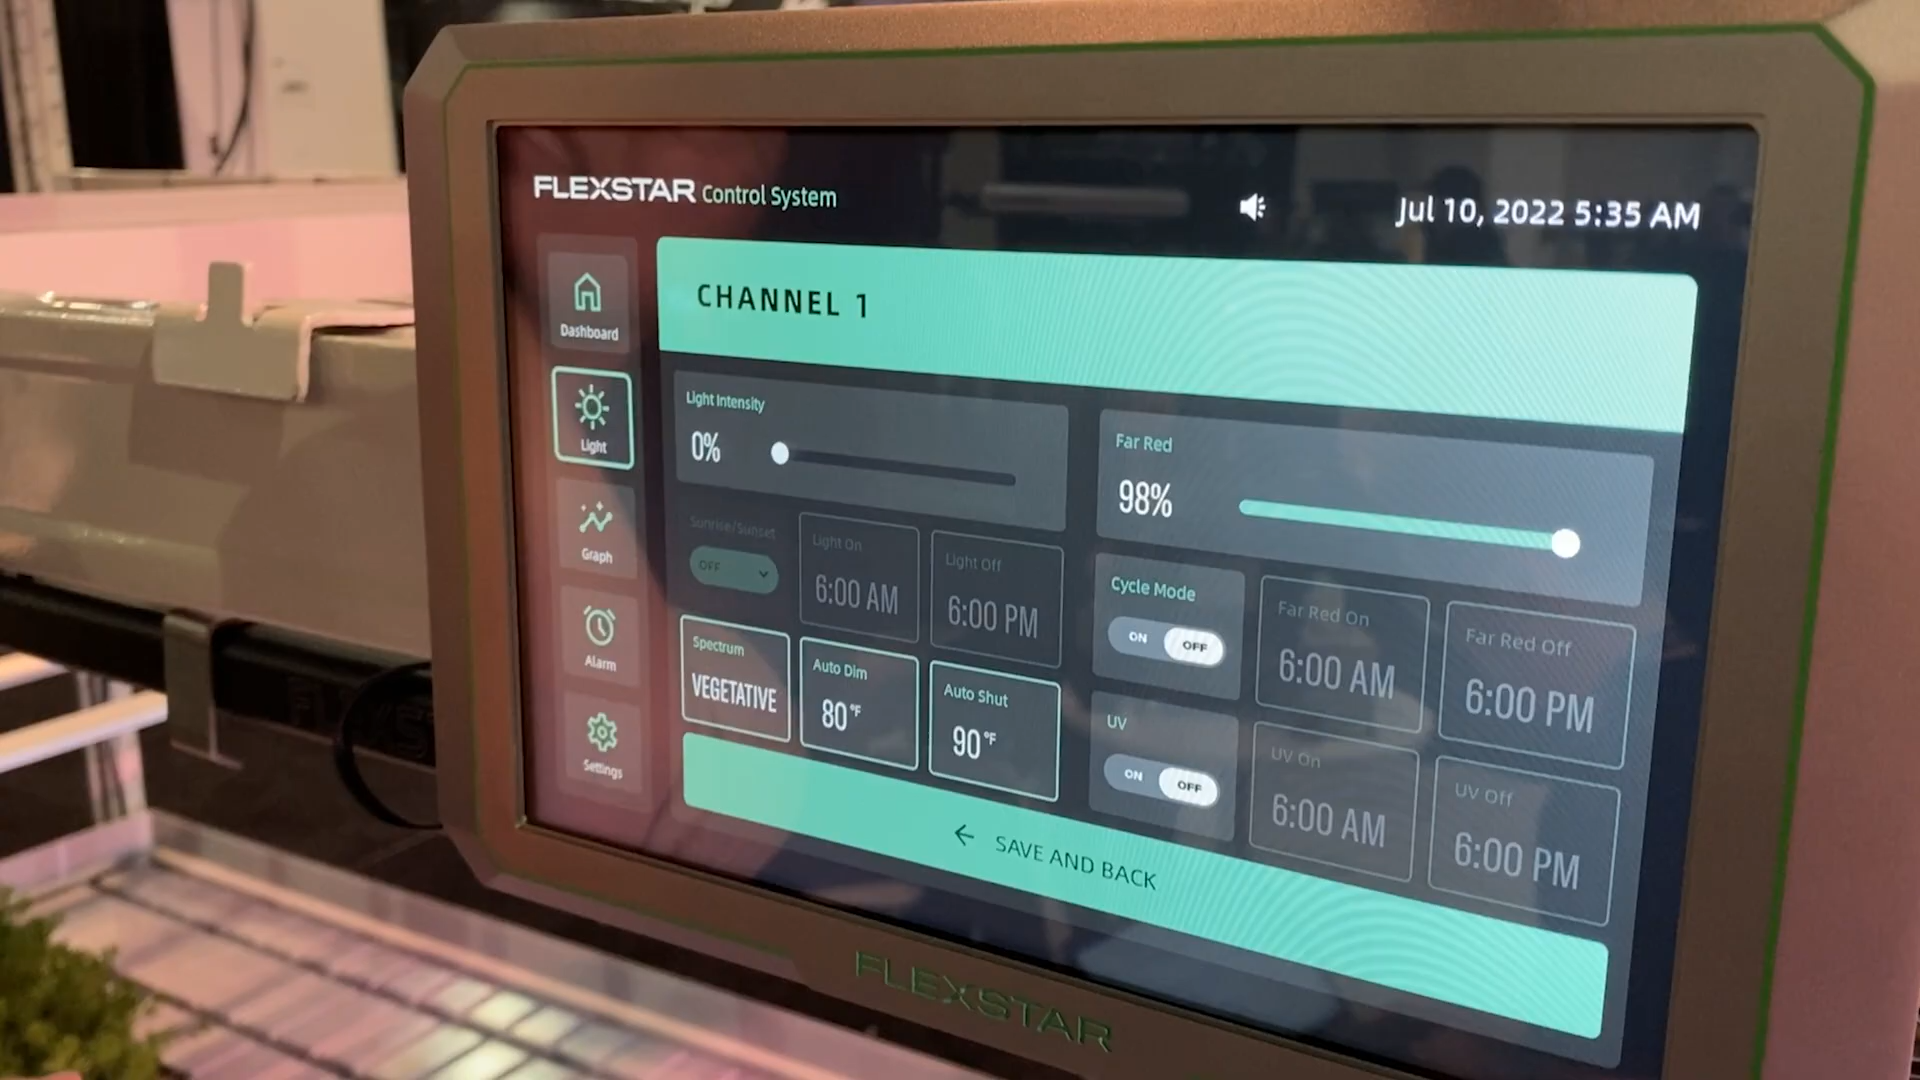 FLEXSTAR Control System
Jul 10, 2022 5:35 AM
Dashboard
Light
Graph
Alarm
Settings
CHANNEL 1
Light Intensity
0%
Sunrise/Sunset
OFF
Light On
6:00 AM
Light Off
6:00 PM
Spectrum
VEGETATIVE
Auto Dim
80°F
Auto Shut
90°F
Far Red
98%
Cycle Mode
ON OFF
Far Red On
6:00 AM
Far Red Off
6:00 PM
UV
ON OFF
UV On
6:00 AM
UV Off
6:00 PM
SAVE AND BACK
FLEXSTAR